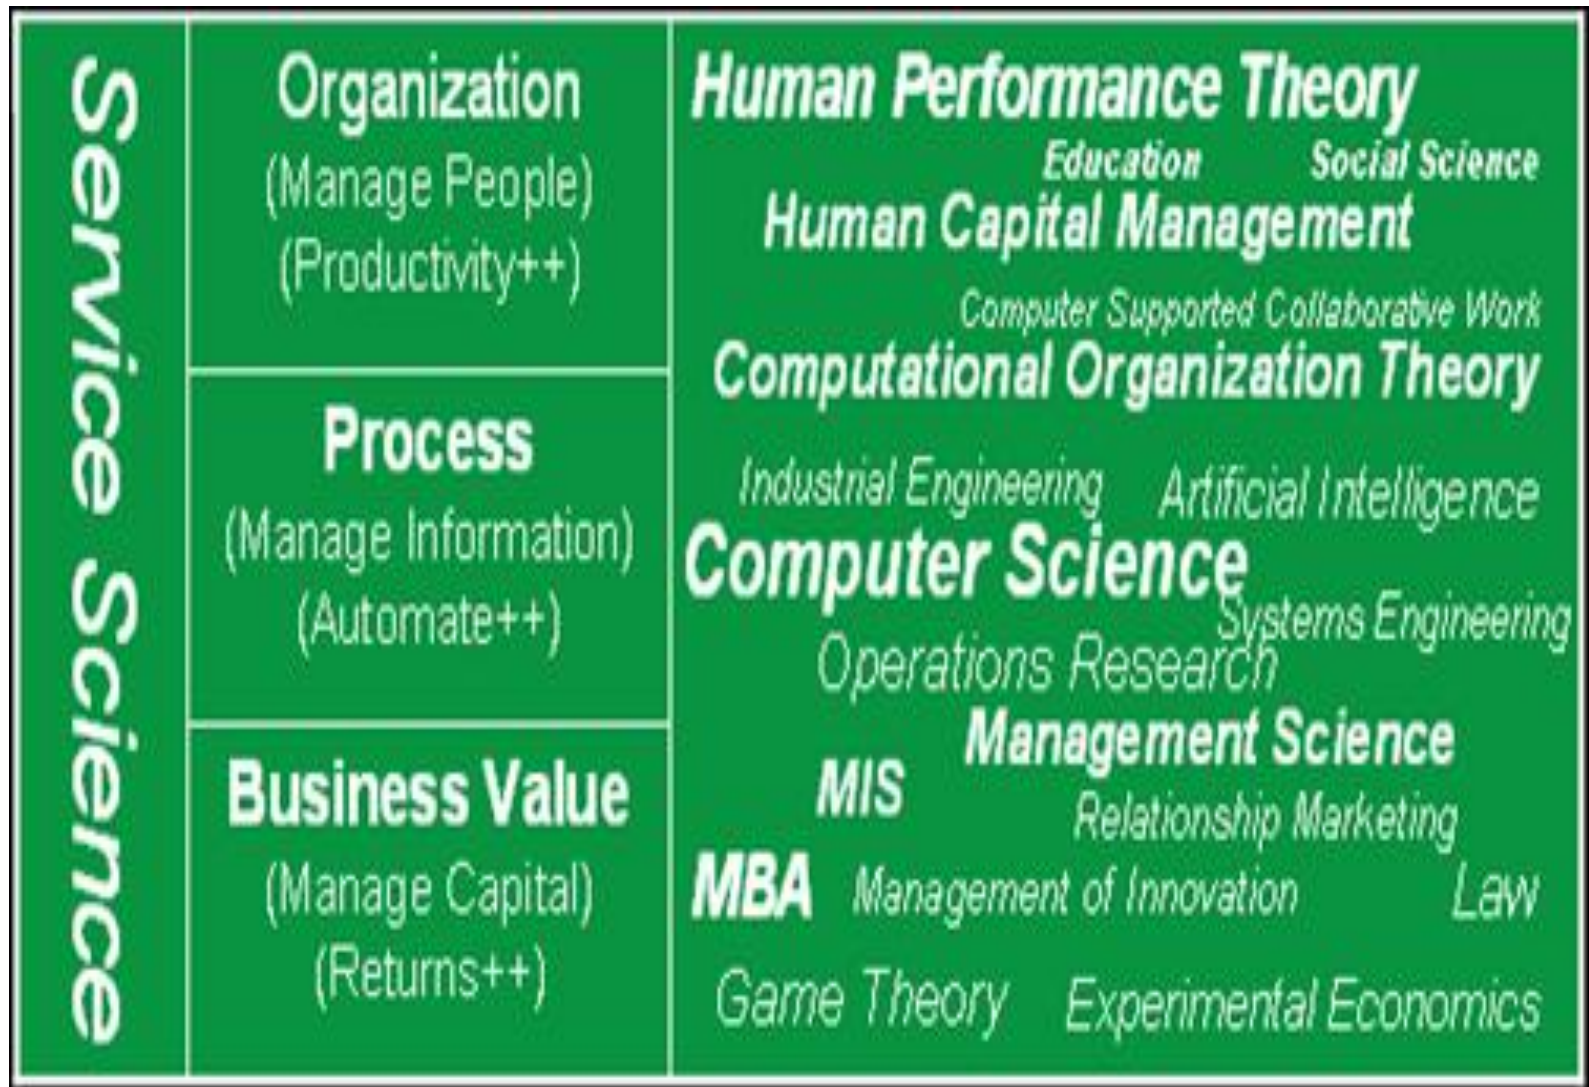 Service Science
Organization
(Manage People)
(Productivity++)
Process
(Manage Information)
(Automate++)
Business Value
(Manage Capital)
(Returns++)
Human Performance Theory
Education Social Science
Human Capital Management
Computer Supported Collaborative Work
Computational Organization Theory
Industrial Engineering Artificial Intelligence
Computer Science
Systems Engineering
Operations Research
Management Science
MIS
Relationship Marketing
MBA Management of Innovation Law
Game Theory Experimental Economics